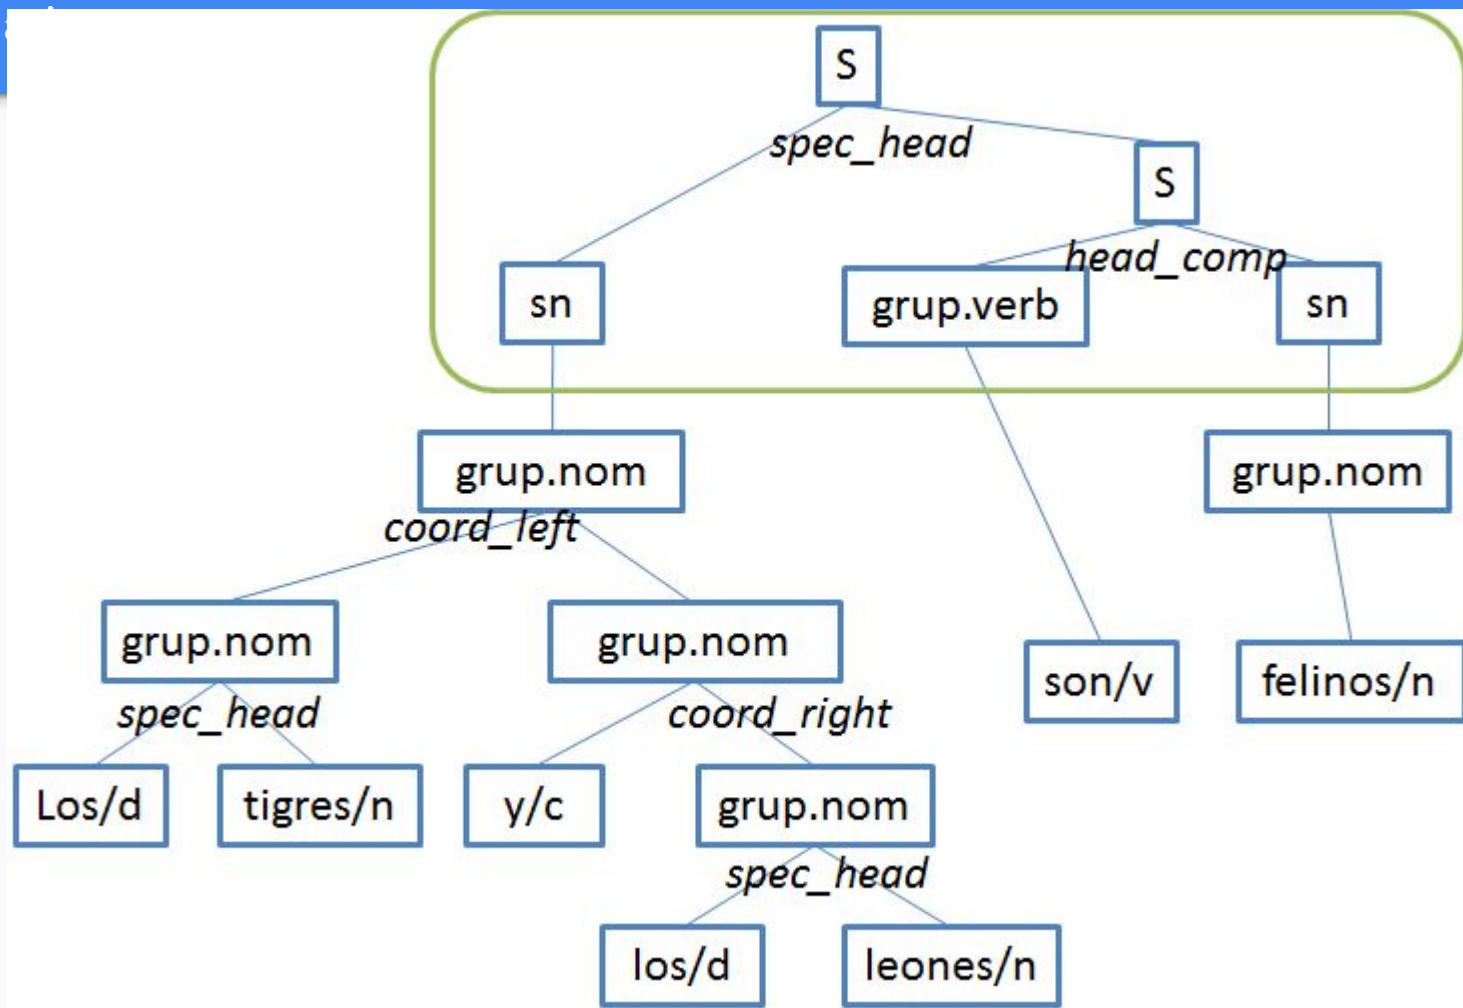 S
spec_head
S
head_comp
sn
grup.verb
sn
grup.nom
grup.nom
coord_left
grup.nom
grup.nom
son/v
felinos/n
spec_head
coord_right
Los/d
tigres/n
y/c
grup.nom
spec_head
los/d
leones/n